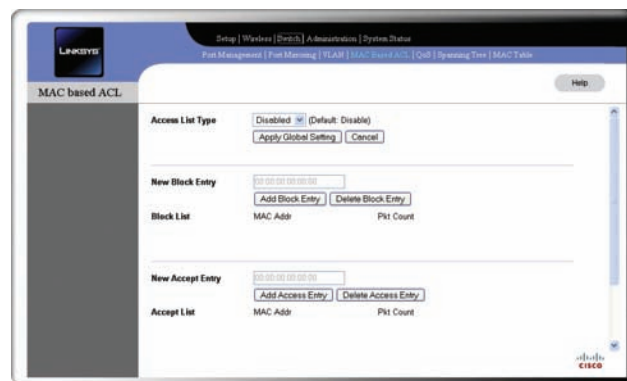 LINKSYS
Setup | Wireless | Switch | Administration | System Status
Port Management | Port Mirroring | VLAN | MAC Based ACL | QoS | Spanning Tree | MAC Table
MAC based ACL
Help
Access List Type Disabled (Default: Disable)
Apply Global Setting Cancel
New Block Entry 00:00:00:00:00:00
Add Block Entry Delete Block Entry
Block List MAC Addr Pkt Count
New Accept Entry 00:00:00:00:00:00
Add Access Entry Delete Access Entry
Accept List MAC Addr Pkt Count
CISCO